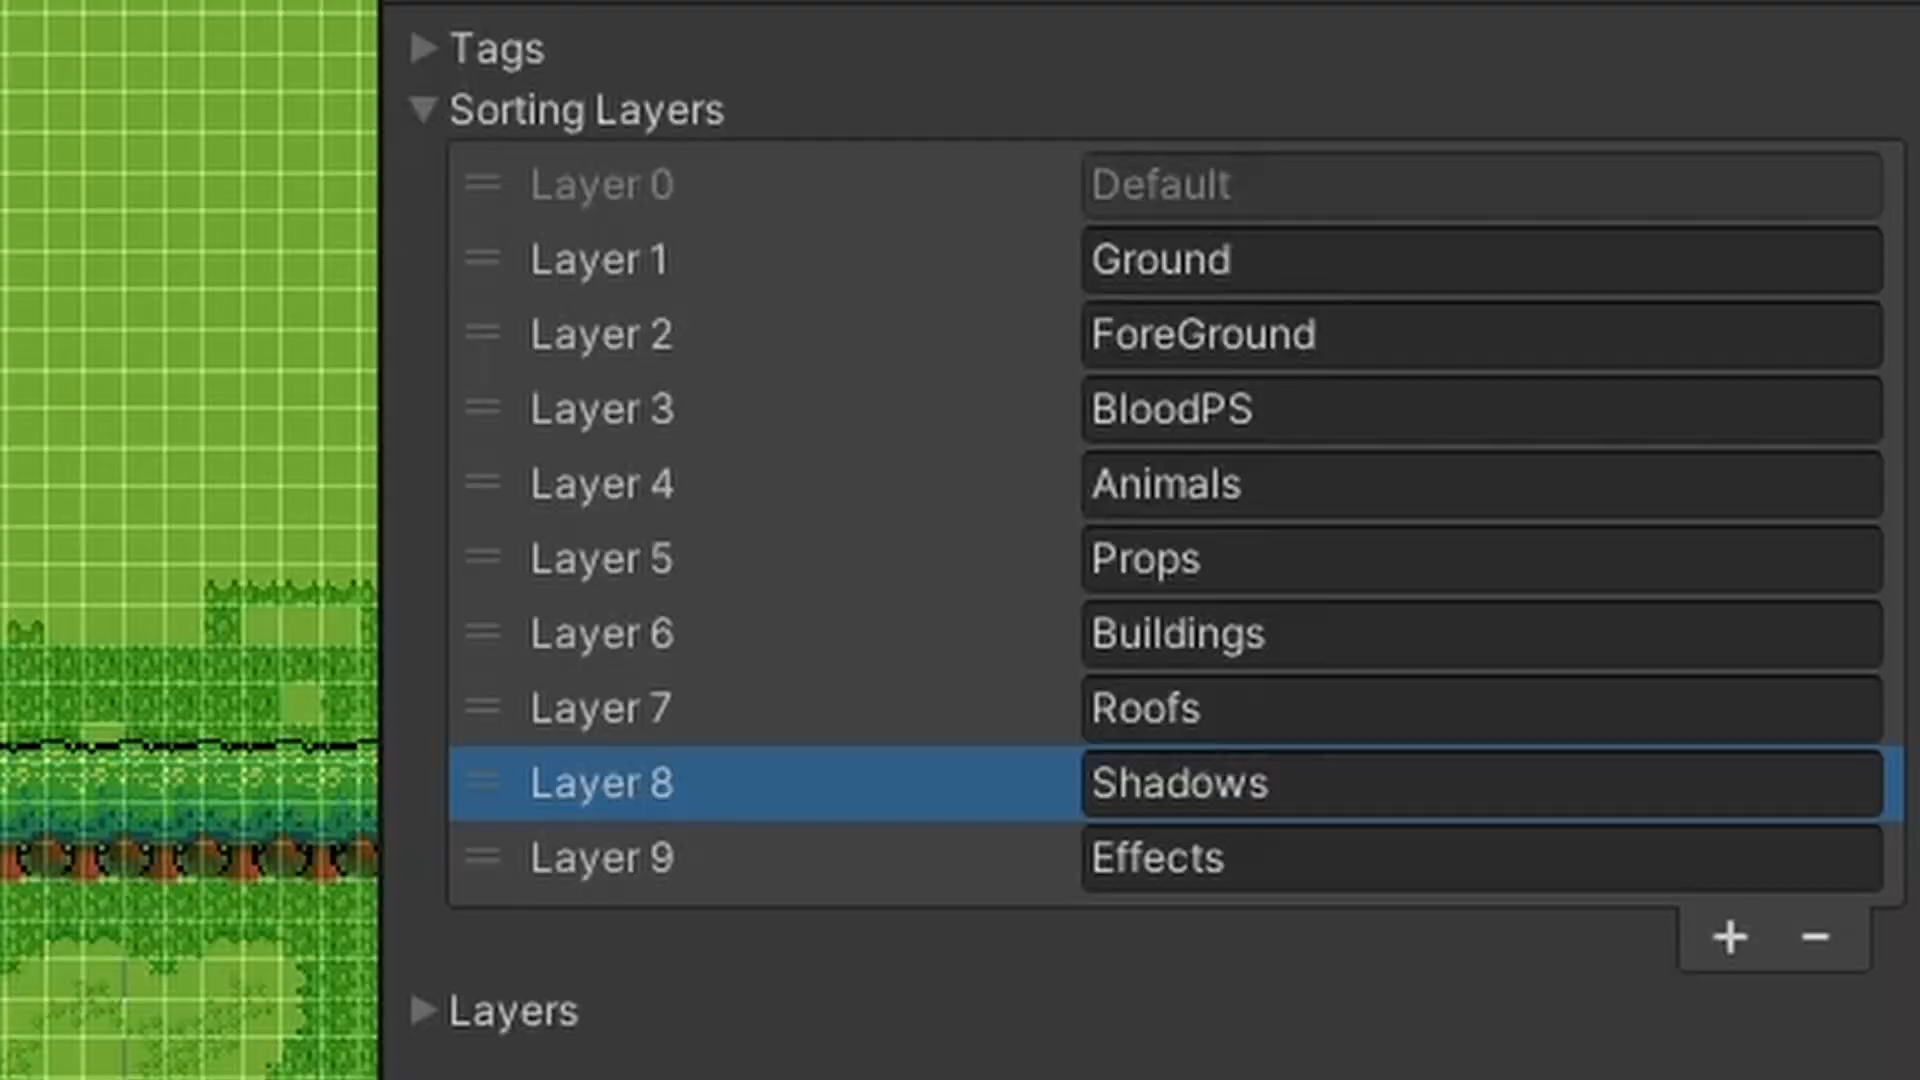 Tags
Sorting Layers
Layer 0 Default
Layer 1 Ground
Layer 2 ForeGround
Layer 3 BloodPS
Layer 4 Animals
Layer 5 Props
Layer 6 Buildings
Layer 7 Roofs
Layer 8 Shadows
Layer 9 Effects
+ −
Layers